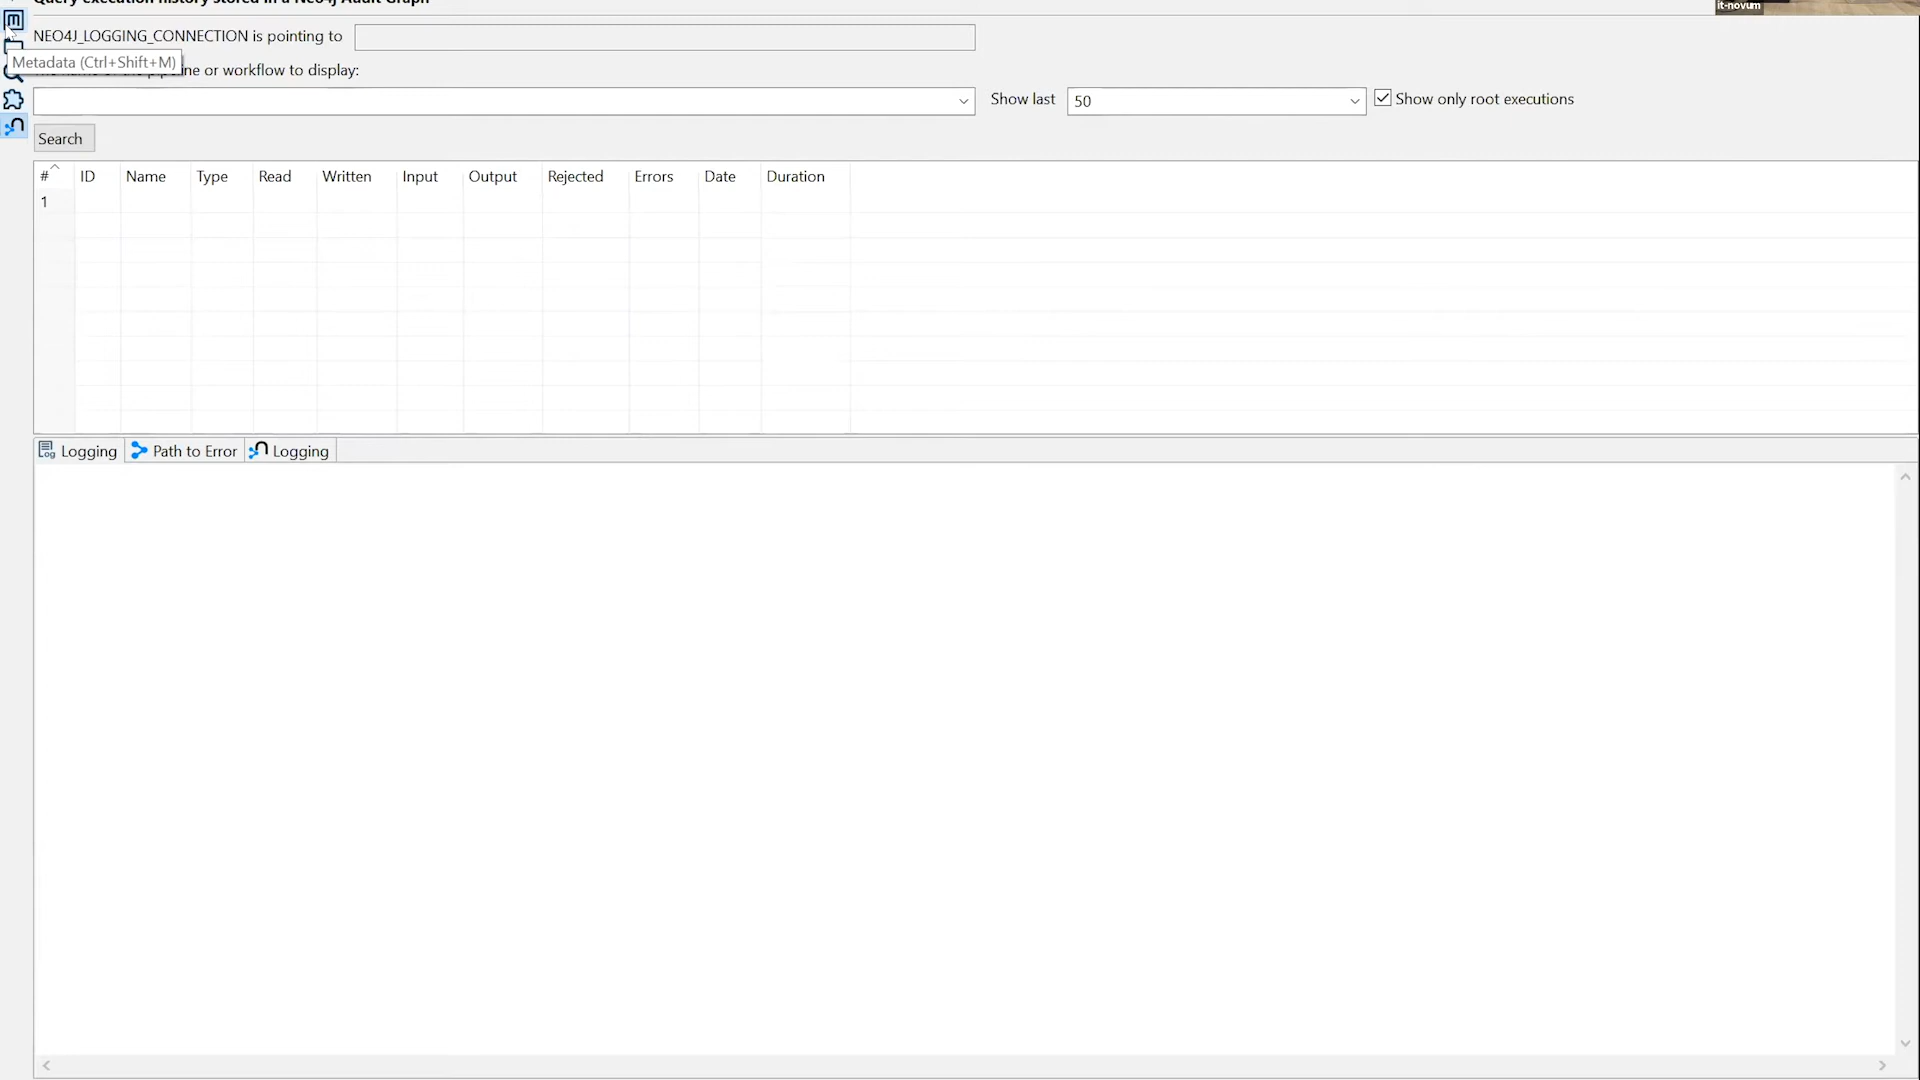 Query execution history stored in a Neo4j Audit Graph
it-novum
NEO4J_LOGGING_CONNECTION is pointing to
Metadata (Ctrl+Shift+M)
or workflow to display:
Show last 50 Show only root executions
Search
# ID Name Type Read Written Input Output Rejected Errors Date Duration
1
Logging Path to Error Logging